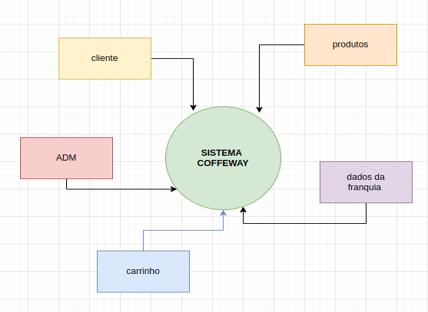 produtos
cliente
SISTEMA
COFFEWAY
ADM
dados da
franquia
carrinho